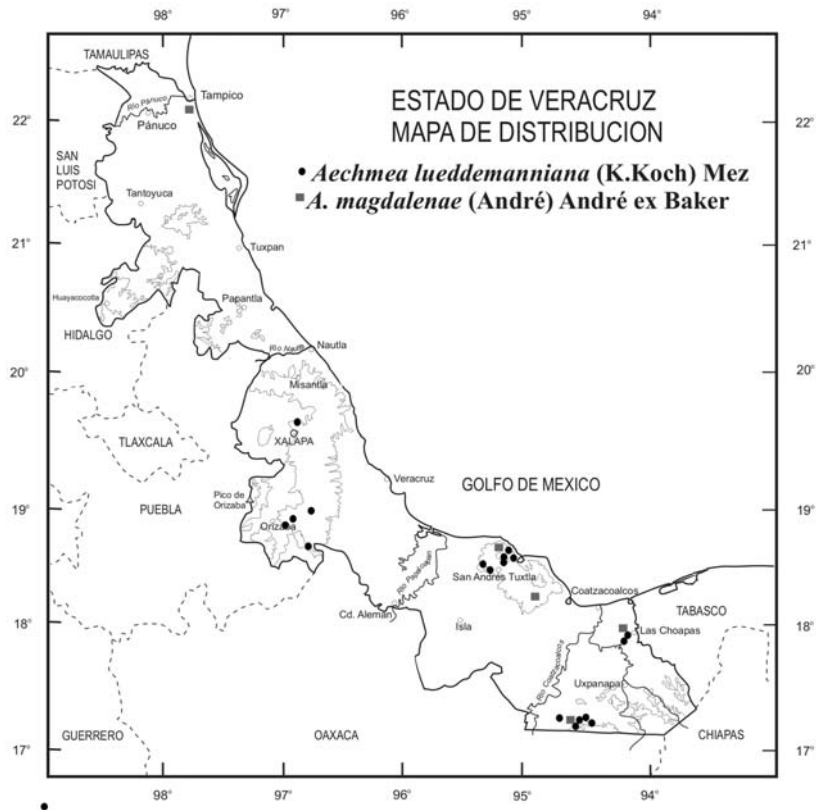 98° 97° 96° 95° 94°
TAMAULIPAS
Tampico
Río Pánuco
Pánuco
22° 22°
ESTADO DE VERACRUZ
MAPA DE DISTRIBUCION
SAN
LUIS
POTOSI
Aechmea lueddemanniana (K.Koch) Mez
A. magdalenae (André) André ex Baker
Tantoyuca
21° 21°
Tuxpan
Huayacocotla
Papantla
HIDALGO
Río Nautla
Nautla
20° 20°
Misantla
TLAXCALA
XALAPA
Veracruz
GOLFO DE MEXICO
PUEBLA
Pico de
Orizaba
19° 19°
Orizaba
Río Papaloapan
San Andrés Tuxtla
Coatzacoalcos
TABASCO
Cd. Alemán
Isla
Las Choapas
18° 18°
Río Coatzacoalcos
Uxpanapa
GUERRERO
OAXACA
CHIAPAS
17° 17°
98° 97° 96° 95° 94°